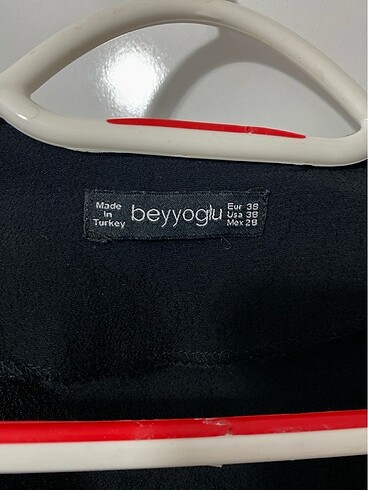 Made
in
Turkey
beyyoglu
Eur 38
Usa 38
Mex 28